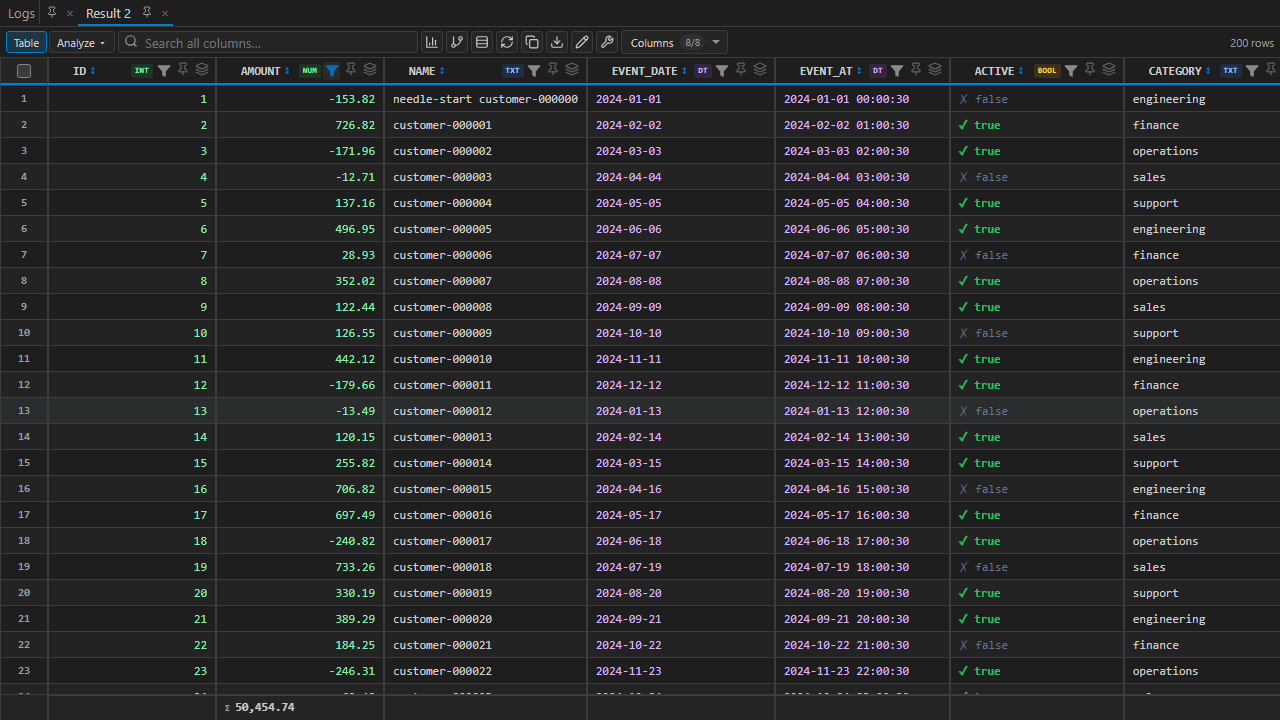 Logs Result 2
Table Analyze Search all columns... Columns 8/8 200 rows
ID INT AMOUNT NUM NAME TXT EVENT_DATE DT EVENT_AT DT ACTIVE BOOL CATEGORY TXT
1 1 -153.82 needle-start customer-000000 2024-01-01 2024-01-01 00:00:30 ✗ false engineering
2 2 726.82 customer-000001 2024-02-02 2024-02-02 01:00:30 ✓ true finance
3 3 -171.96 customer-000002 2024-03-03 2024-03-03 02:00:30 ✓ true operations
4 4 -12.71 customer-000003 2024-04-04 2024-04-04 03:00:30 ✗ false sales
5 5 137.16 customer-000004 2024-05-05 2024-05-05 04:00:30 ✓ true support
6 6 496.95 customer-000005 2024-06-06 2024-06-06 05:00:30 ✓ true engineering
7 7 28.93 customer-000006 2024-07-07 2024-07-07 06:00:30 ✗ false finance
8 8 352.02 customer-000007 2024-08-08 2024-08-08 07:00:30 ✓ true operations
9 9 122.44 customer-000008 2024-09-09 2024-09-09 08:00:30 ✓ true sales
10 10 126.55 customer-000009 2024-10-10 2024-10-10 09:00:30 ✗ false support
11 11 442.12 customer-000010 2024-11-11 2024-11-11 10:00:30 ✓ true engineering
12 12 -179.66 customer-000011 2024-12-12 2024-12-12 11:00:30 ✓ true finance
13 13 -13.49 customer-000012 2024-01-13 2024-01-13 12:00:30 ✗ false operations
14 14 120.15 customer-000013 2024-02-14 2024-02-14 13:00:30 ✓ true sales
15 15 255.82 customer-000014 2024-03-15 2024-03-15 14:00:30 ✓ true support
16 16 706.82 customer-000015 2024-04-16 2024-04-16 15:00:30 ✗ false engineering
17 17 697.49 customer-000016 2024-05-17 2024-05-17 16:00:30 ✓ true finance
18 18 -240.82 customer-000017 2024-06-18 2024-06-18 17:00:30 ✓ true operations
19 19 733.26 customer-000018 2024-07-19 2024-07-19 18:00:30 ✗ false sales
20 20 330.19 customer-000019 2024-08-20 2024-08-20 19:00:30 ✓ true support
21 21 389.29 customer-000020 2024-09-21 2024-09-21 20:00:30 ✓ true engineering
22 22 184.25 customer-000021 2024-10-22 2024-10-22 21:00:30 ✗ false finance
23 23 -246.31 customer-000022 2024-11-23 2024-11-23 22:00:30 ✓ true operations
Σ 50,454.74